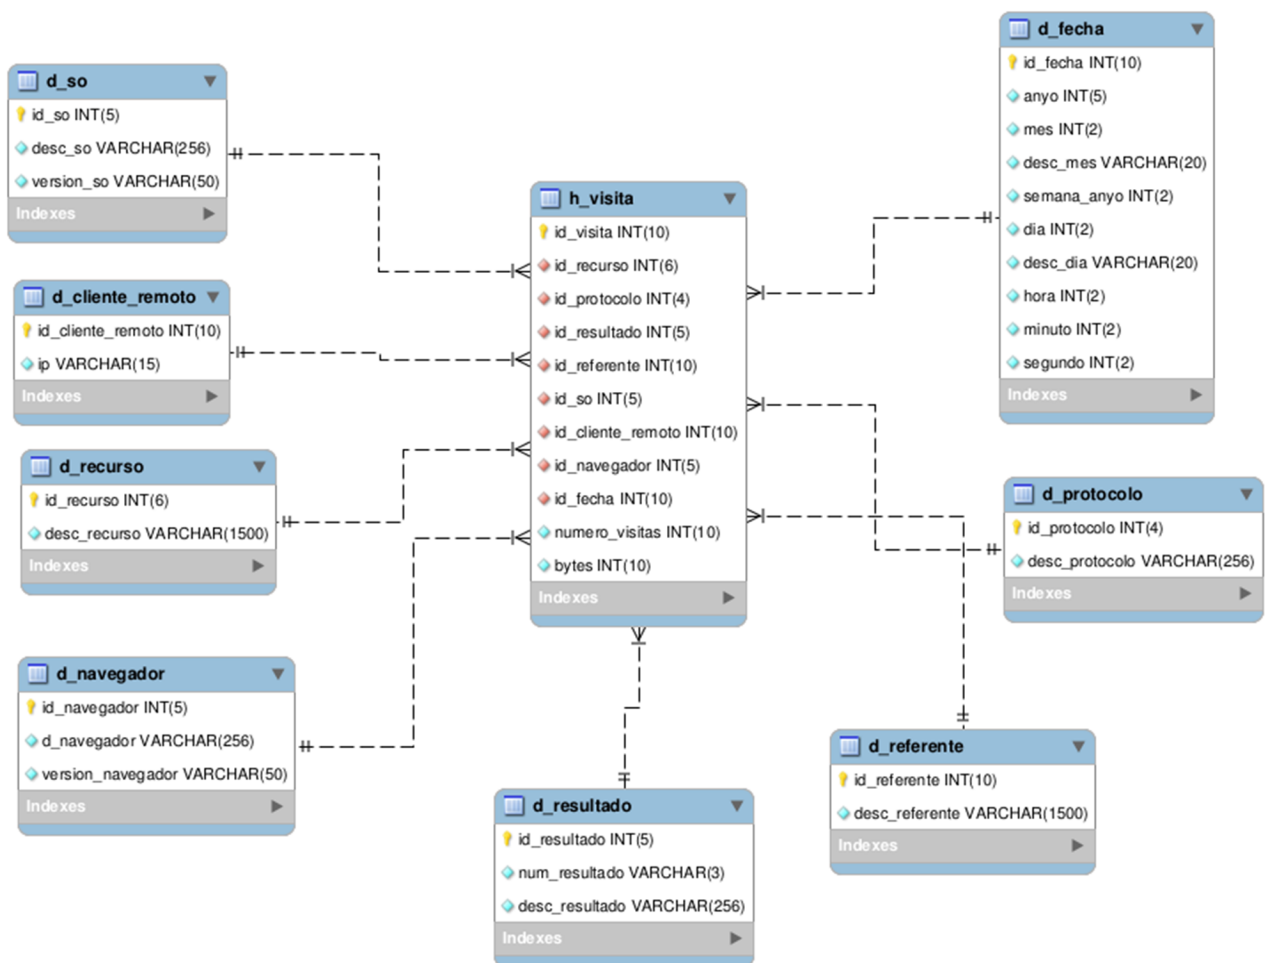 d_so
id_so INT(5)
desc_so VARCHAR(256)
version_so VARCHAR(50)
Indexes
d_cliente_remoto
id_cliente_remoto INT(10)
ip VARCHAR(15)
Indexes
d_recurso
id_recurso INT(6)
desc_recurso VARCHAR(1500)
Indexes
d_navegador
id_navegador INT(5)
d_navegador VARCHAR(256)
version_navegador VARCHAR(50)
Indexes
h_visita
id_visita INT(10)
id_recurso INT(6)
id_protocolo INT(4)
id_resultado INT(5)
id_referente INT(10)
id_so INT(5)
id_cliente_remoto INT(10)
id_navegador INT(5)
id_fecha INT(10)
numero_visitas INT(10)
bytes INT(10)
Indexes
d_resultado
id_resultado INT(5)
num_resultado VARCHAR(3)
desc_resultado VARCHAR(256)
Indexes
d_fecha
id_fecha INT(10)
anyo INT(5)
mes INT(2)
desc_mes VARCHAR(20)
semana_anyo INT(2)
dia INT(2)
desc_dia VARCHAR(20)
hora INT(2)
minuto INT(2)
segundo INT(2)
Indexes
d_protocolo
id_protocolo INT(4)
desc_protocolo VARCHAR(256)
Indexes
d_referente
id_referente INT(10)
desc_referente VARCHAR(1500)
Indexes